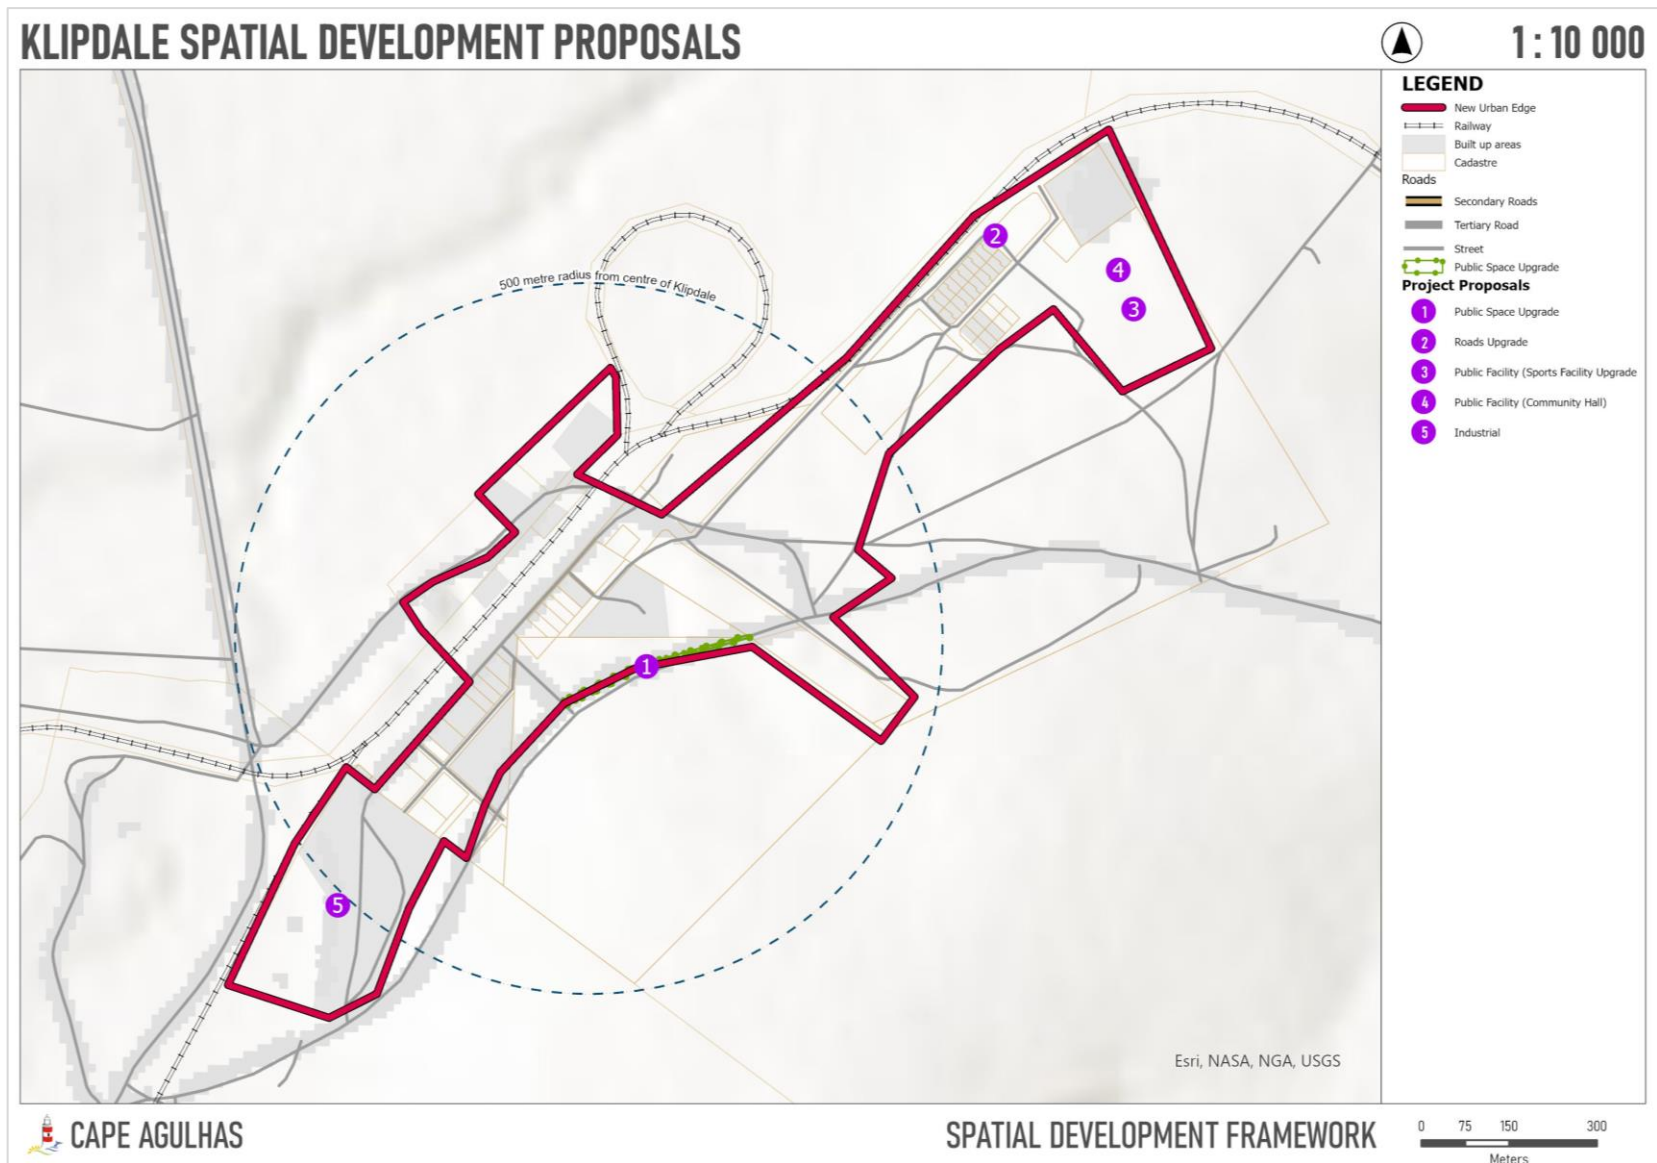 KLIPDALE SPATIAL DEVELOPMENT PROPOSALS
1 : 10 000
LEGEND
New Urban Edge
Railway
Built up areas
Cadastre
Roads
Secondary Roads
Tertiary Road
Street
Public Space Upgrade
Project Proposals
1 Public Space Upgrade
2 Roads Upgrade
3 Public Facility (Sports Facility Upgrade
4 Public Facility (Community Hall)
5 Industrial
500 metre radius from centre of Klipdale
2
4
3
1
5
Esri, NASA, NGA, USGS
CAPE AGULHAS
SPATIAL DEVELOPMENT FRAMEWORK
0 75 150 300
Meters